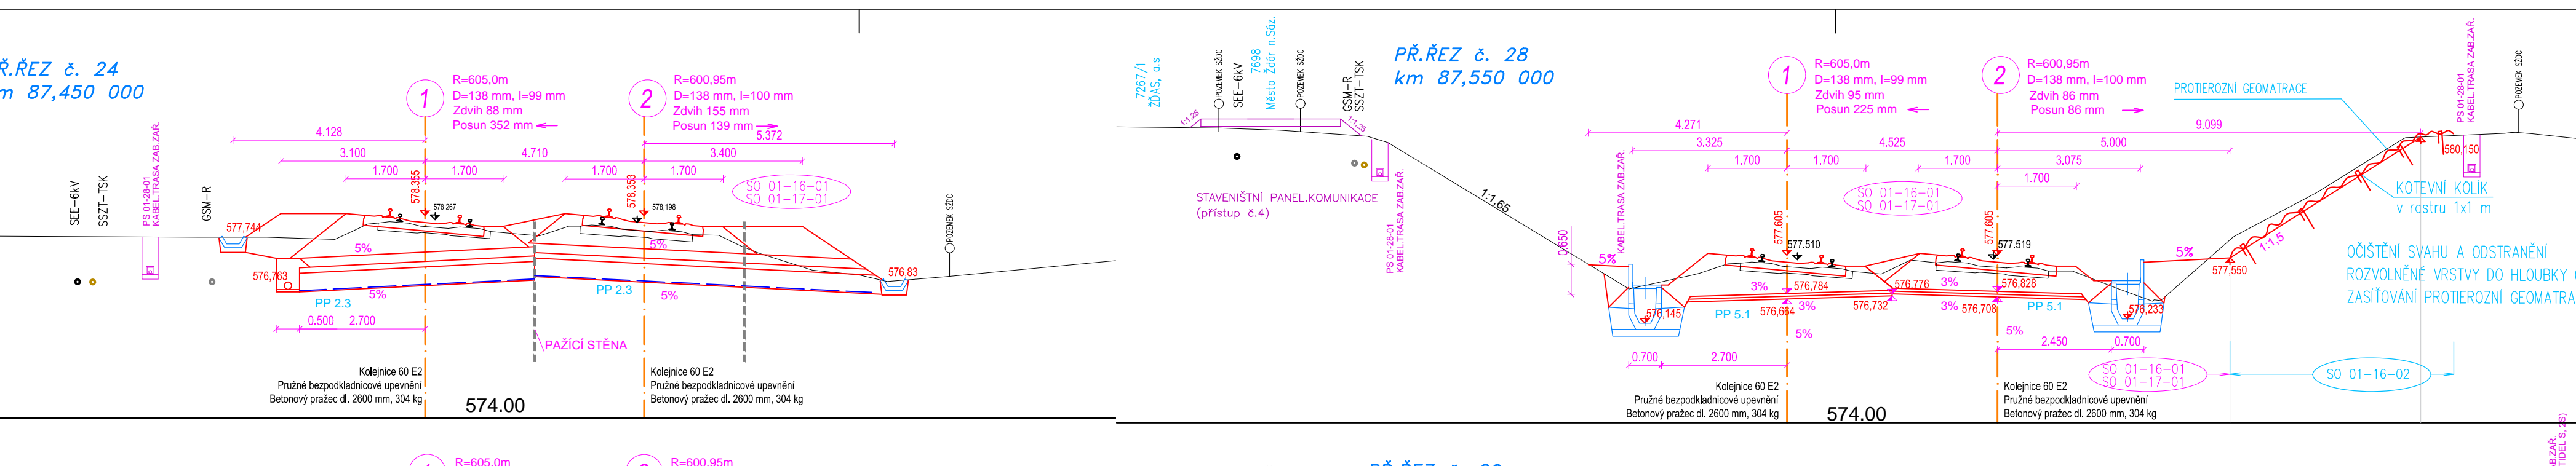 Ř.ŘEZ č. 24
m 87,450 000
1
R=605,0m
D=138 mm, I=99 mm
Zdvih 88 mm
Posun 352 mm
2
R=600,95m
D=138 mm, I=100 mm
Zdvih 155 mm
Posun 139 mm
4.128
5.372
3.100
4.710
3.400
1.700
1.700
1.700
1.700
578.355
578.353
578.267
578,198
SO 01-16-01
SO 01-17-01
SEE-6kV
SSZT-TSK
PS 01-28-01
KABEL.TRASA ZAB.ZAŘ.
GSM-R
POZEMEK SŽDC
577,744
576,763
576,83
5%
5%
5%
5%
PP 2.3
PP 2.3
0.500
2,700
PAŽÍCÍ STĚNA
Kolejnice 60 E2
Pružné bezpodkladnicové upevnění
Betonový pražec dl. 2600 mm, 304 kg
Kolejnice 60 E2
Pružné bezpodkladnicové upevnění
Betonový pražec dl. 2600 mm, 304 kg
574.00
R=605,0m
R=600,95m
7267/1
ŽĎAS, a.s
POZEMEK SŽDC
SEE-6kV
7698
Město Žďár n.Sáz.
POZEMEK SŽDC
GSM-R
SSZT-TSK
PŘ.ŘEZ č. 28
km 87,550 000
1:1,25
1:1,25
STAVENIŠTNÍ PANEL.KOMUNIKACE
(přístup č.4)
PS 01-28-01
KABEL.TRASA ZAB.ZAŘ.
1:1,65
1
R=605,0m
D=138 mm, I=99 mm
Zdvih 95 mm
Posun 225 mm
2
R=600,95m
D=138 mm, I=100 mm
Zdvih 86 mm
Posun 86 mm
4.271
9.099
3.325
4.525
5.000
1.700
1.700
1.700
3.075
1.700
KABEL.TRASA ZAB.ZAŘ.
0,650
5%
577.605
577.605
577.510
577.519
SO 01-16-01
SO 01-17-01
3%
576,784
576,776
3%
576,828
576,145
PP 5.1
576,664
3%
576,732
3%
576,708
PP 5.1
576,233
5%
5%
5%
577,550
1:1,5
0.700
2.700
2.450
0.700
SO 01-16-01
SO 01-17-01
SO 01-16-02
Kolejnice 60 E2
Pružné bezpodkladnicové upevnění
Betonový pražec dl. 2600 mm, 304 kg
Kolejnice 60 E2
Pružné bezpodkladnicové upevnění
Betonový pražec dl. 2600 mm, 304 kg
574.00
PROTIEROZNÍ GEOMATRACE
580,150
PS 01-28-01
KABEL.TRASA ZAB.ZAŘ.
POZEMEK SŽDC
KOTEVNÍ KOLÍK
v rostru 1x1 m
OČIŠTĚNÍ SVAHU A ODSTRANĚNÍ
ROZVOLNĚNÉ VRSTVY DO HLOUBKY
ZASÍŤOVÁNÍ PROTIEROZNÍ GEOMATRA